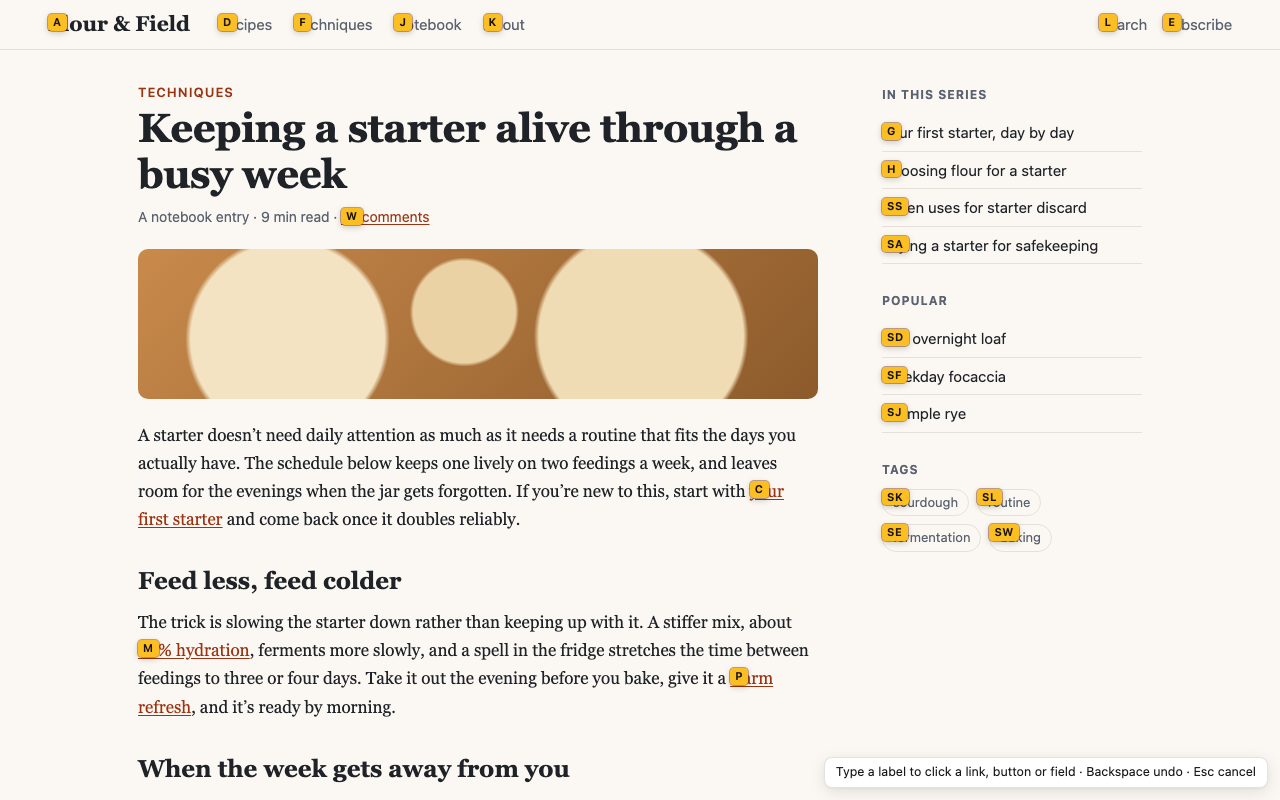 A lour & Field D cipes F chniques J tebook K out L arch E bscribe
TECHNIQUES
Keeping a starter alive through a
busy week
A notebook entry · 9 min read · W comments
A starter doesn’t need daily attention as much as it needs a routine that fits the days you
actually have. The schedule below keeps one lively on two feedings a week, and leaves
room for the evenings when the jar gets forgotten. If you’re new to this, start with C ur
first starter and come back once it doubles reliably.
Feed less, feed colder
The trick is slowing the starter down rather than keeping up with it. A stiffer mix, about
M % hydration, ferments more slowly, and a spell in the fridge stretches the time between
feedings to three or four days. Take it out the evening before you bake, give it a P rm
refresh, and it’s ready by morning.
When the week gets away from you
IN THIS SERIES
G ur first starter, day by day
H oosing flour for a starter
SS en uses for starter discard
SA ng a starter for safekeeping
POPULAR
SD overnight loaf
SF ekday focaccia
SJ mple rye
TAGS
SK urdough SL utine
SE rmentation SW king
Type a label to click a link, button or field · Backspace undo · Esc cancel